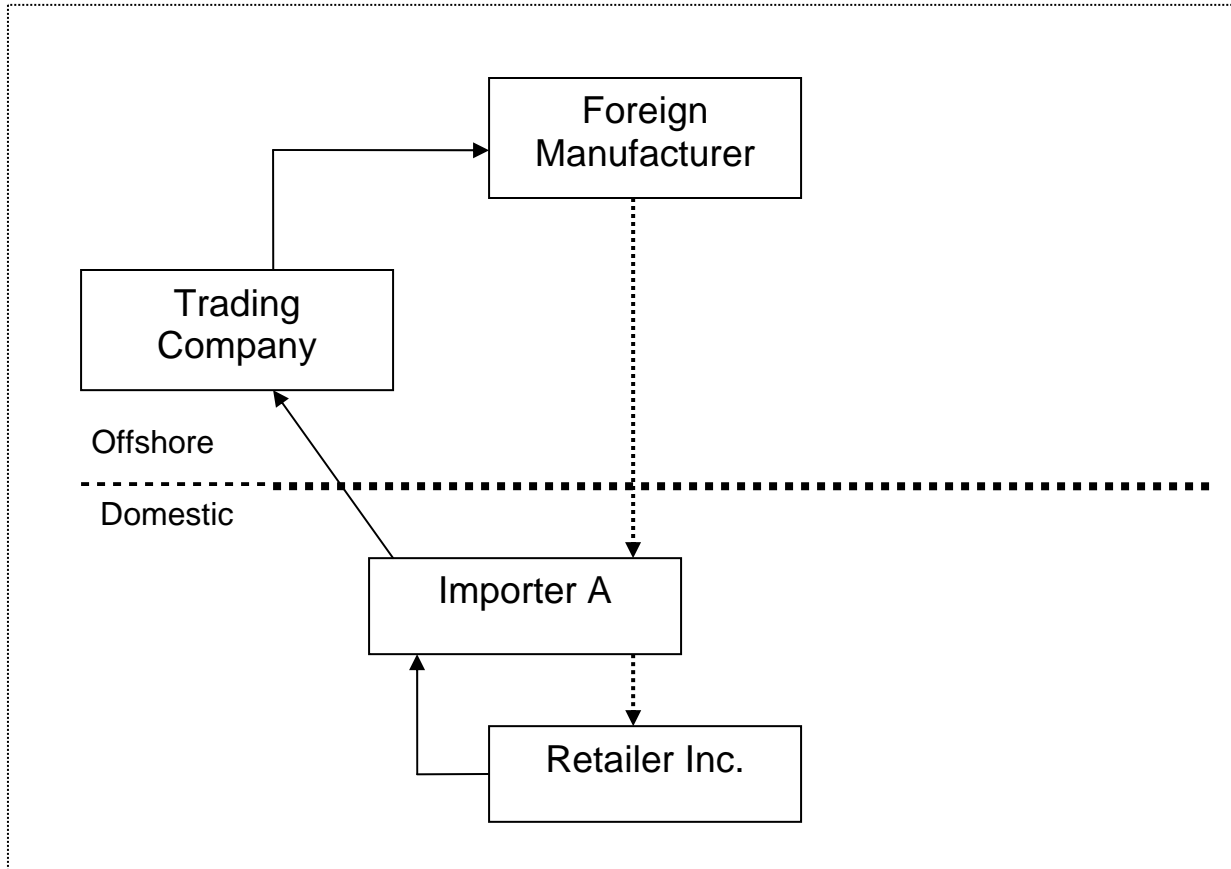 Foreign
Manufacturer
Trading
Company
Offshore
Domestic
Importer A
Retailer Inc.